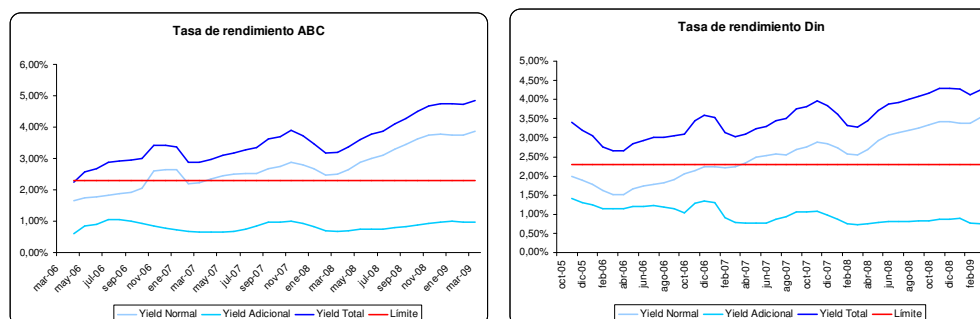 Tasa de rendimiento ABC
6,00%
5,00%
4,00%
3,00%
2,00%
1,00%
0,00%
mar-06
may-06
jul-06
sep-06
nov-06
ene-07
mar-07
may-07
jul-07
sep-07
nov-07
ene-08
mar-08
may-08
jul-08
sep-08
nov-08
ene-09
mar-09
Yield Normal
Yield Adicional
Yield Total
Límite
Tasa de rendimiento Din
5,00%
4,50%
4,00%
3,50%
3,00%
2,50%
2,00%
1,50%
1,00%
0,50%
0,00%
oct-05
dic-05
feb-06
abr-06
jun-06
ago-06
oct-06
dic-06
feb-07
abr-07
jun-07
ago-07
oct-07
dic-07
feb-08
abr-08
jun-08
ago-08
oct-08
dic-08
feb-09
Yield Normal
Yield Adicional
Yield Total
Límite